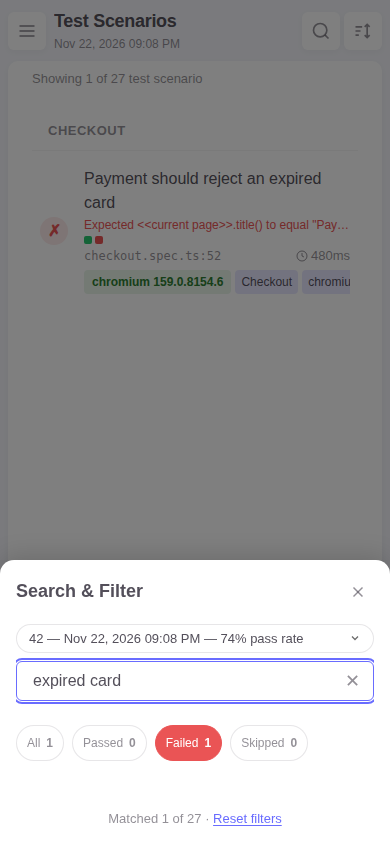 Test Scenarios
Nov 22, 2026 09:08 PM
Showing 1 of 27 test scenario
CHECKOUT
Payment should reject an expired
card
✗
Expected <<current page>>.title() to equal "Pay…
checkout.spec.ts:52
480ms
chromium 159.0.8154.6 Checkout chromiu
Search & Filter
42 — Nov 22, 2026 09:08 PM — 74% pass rate
expired card
All 1 Passed 0 Failed 1 Skipped 0
Matched 1 of 27 · Reset filters